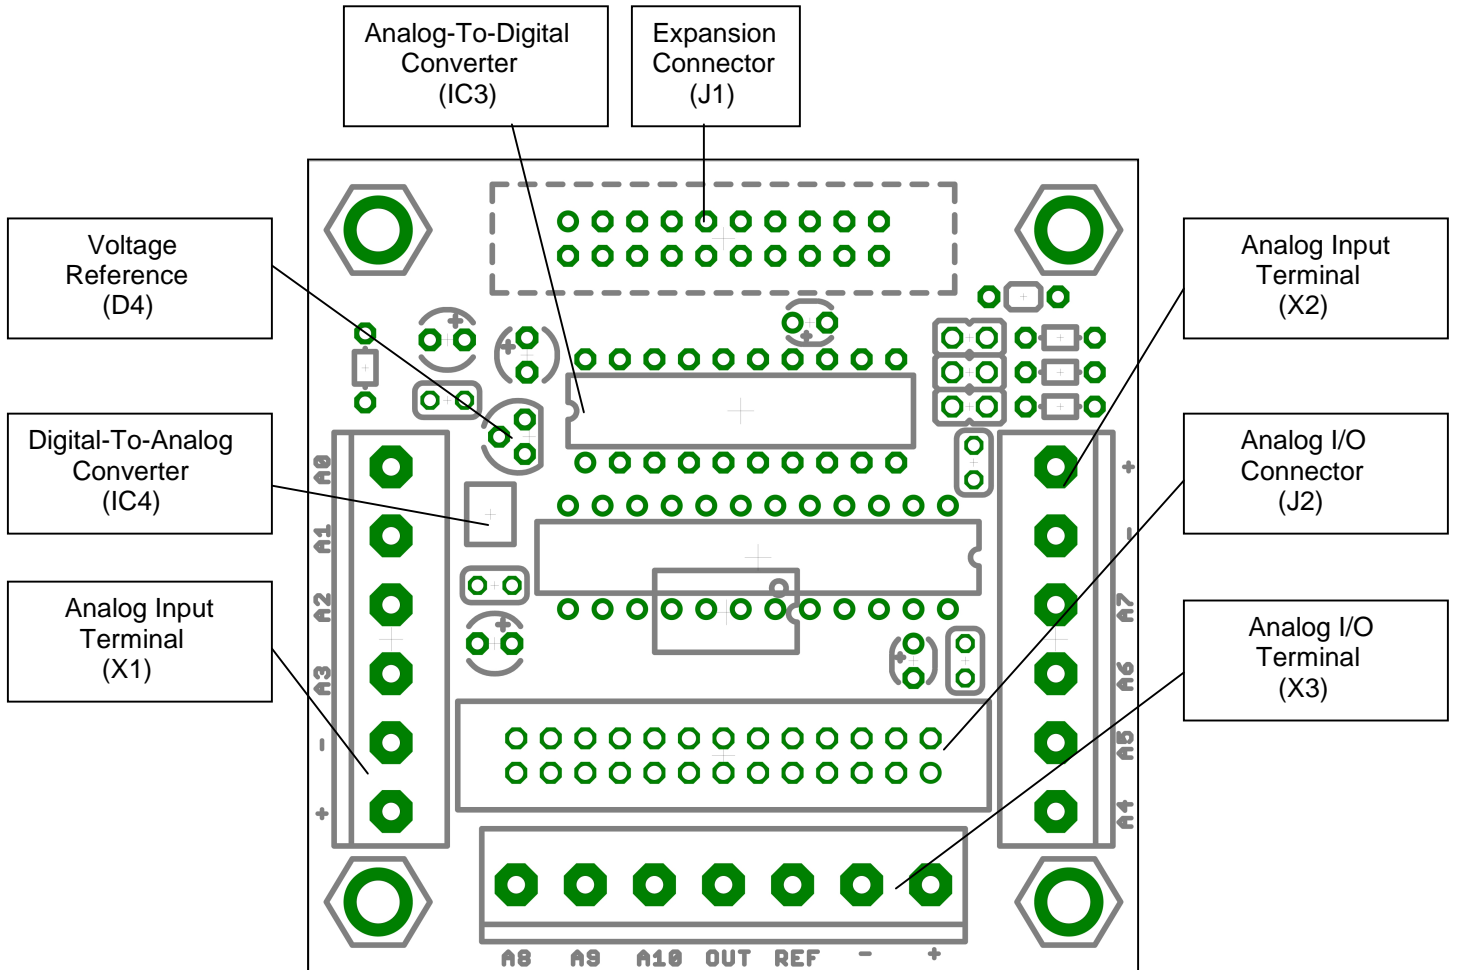 Analog-To-Digital
Converter
(IC3)
Expansion
Connector
(J1)
Voltage
Reference
(D4)
Analog Input
Terminal
(X2)
Digital-To-Analog
Converter
(IC4)
Analog I/O
Connector
(J2)
Analog Input
Terminal
(X1)
Analog I/O
Terminal
(X3)
+
+
+
+
+
A0
A1
A2
A3
-
+
+
-
A7
A6
A5
A4
A8 A9 A10 OUT REF - +